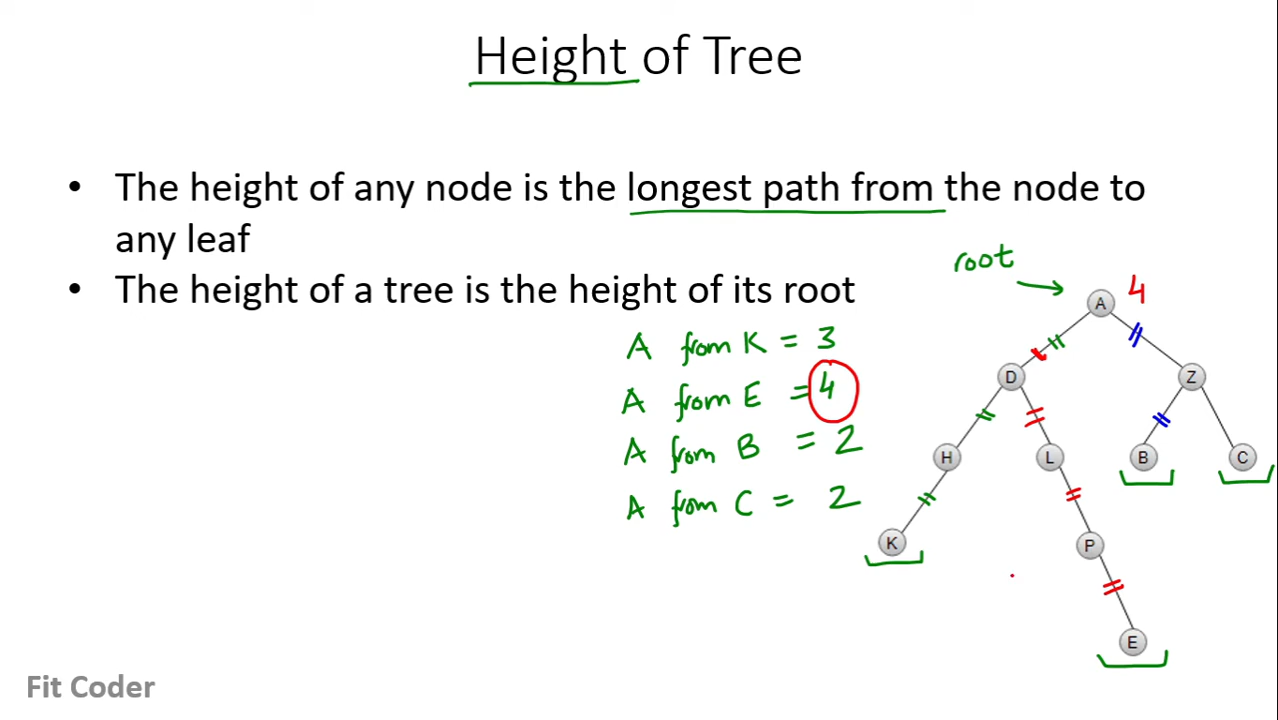 Height of Tree
• The height of any node is the longest path from the node to
any leaf
• The height of a tree is the height of its root
root
A from K = 3
A from E = 4
A from B = 2
A from C = 2
A 4
D Z
H L B C
K P
E
Fit Coder